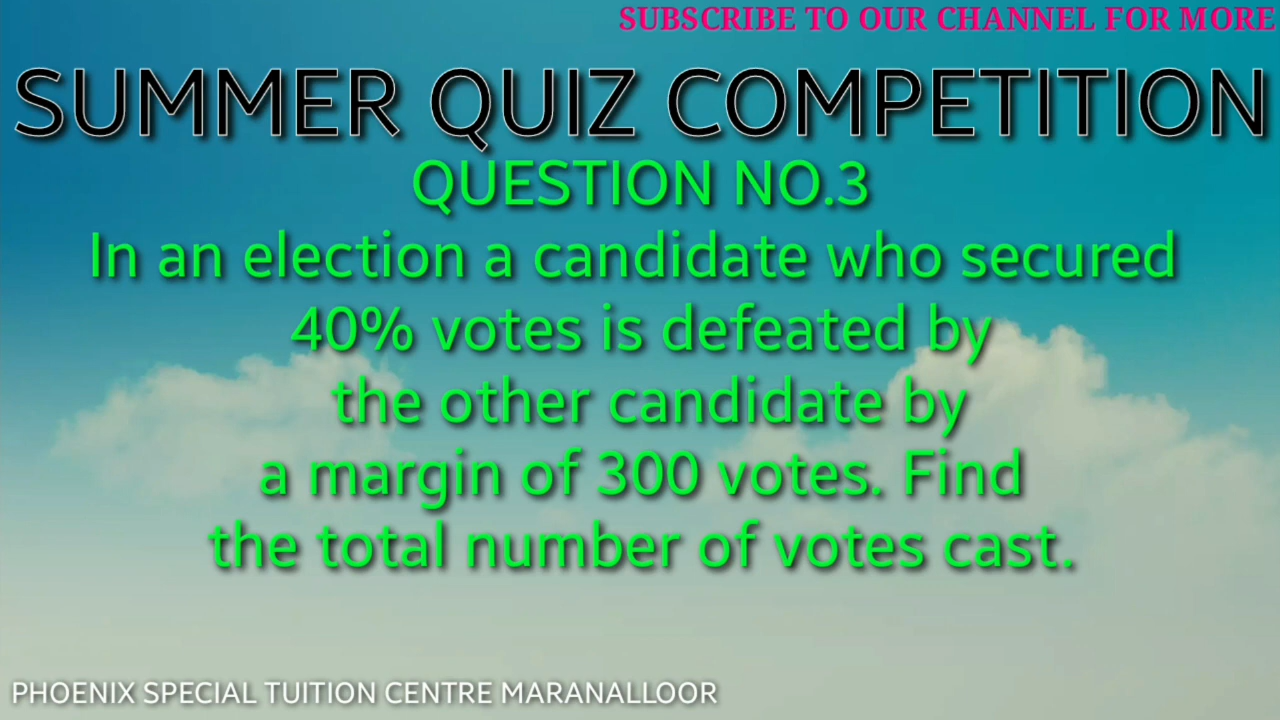 SUBSCRIBE TO OUR CHANNEL FOR MORE
SUMMER QUIZ COMPETITION
QUESTION NO.3
In an election a candidate who secured
40% votes is defeated by
the other candidate by
a margin of 300 votes. Find
the total number of votes cast.
PHOENIX SPECIAL TUITION CENTRE MARANALLOOR